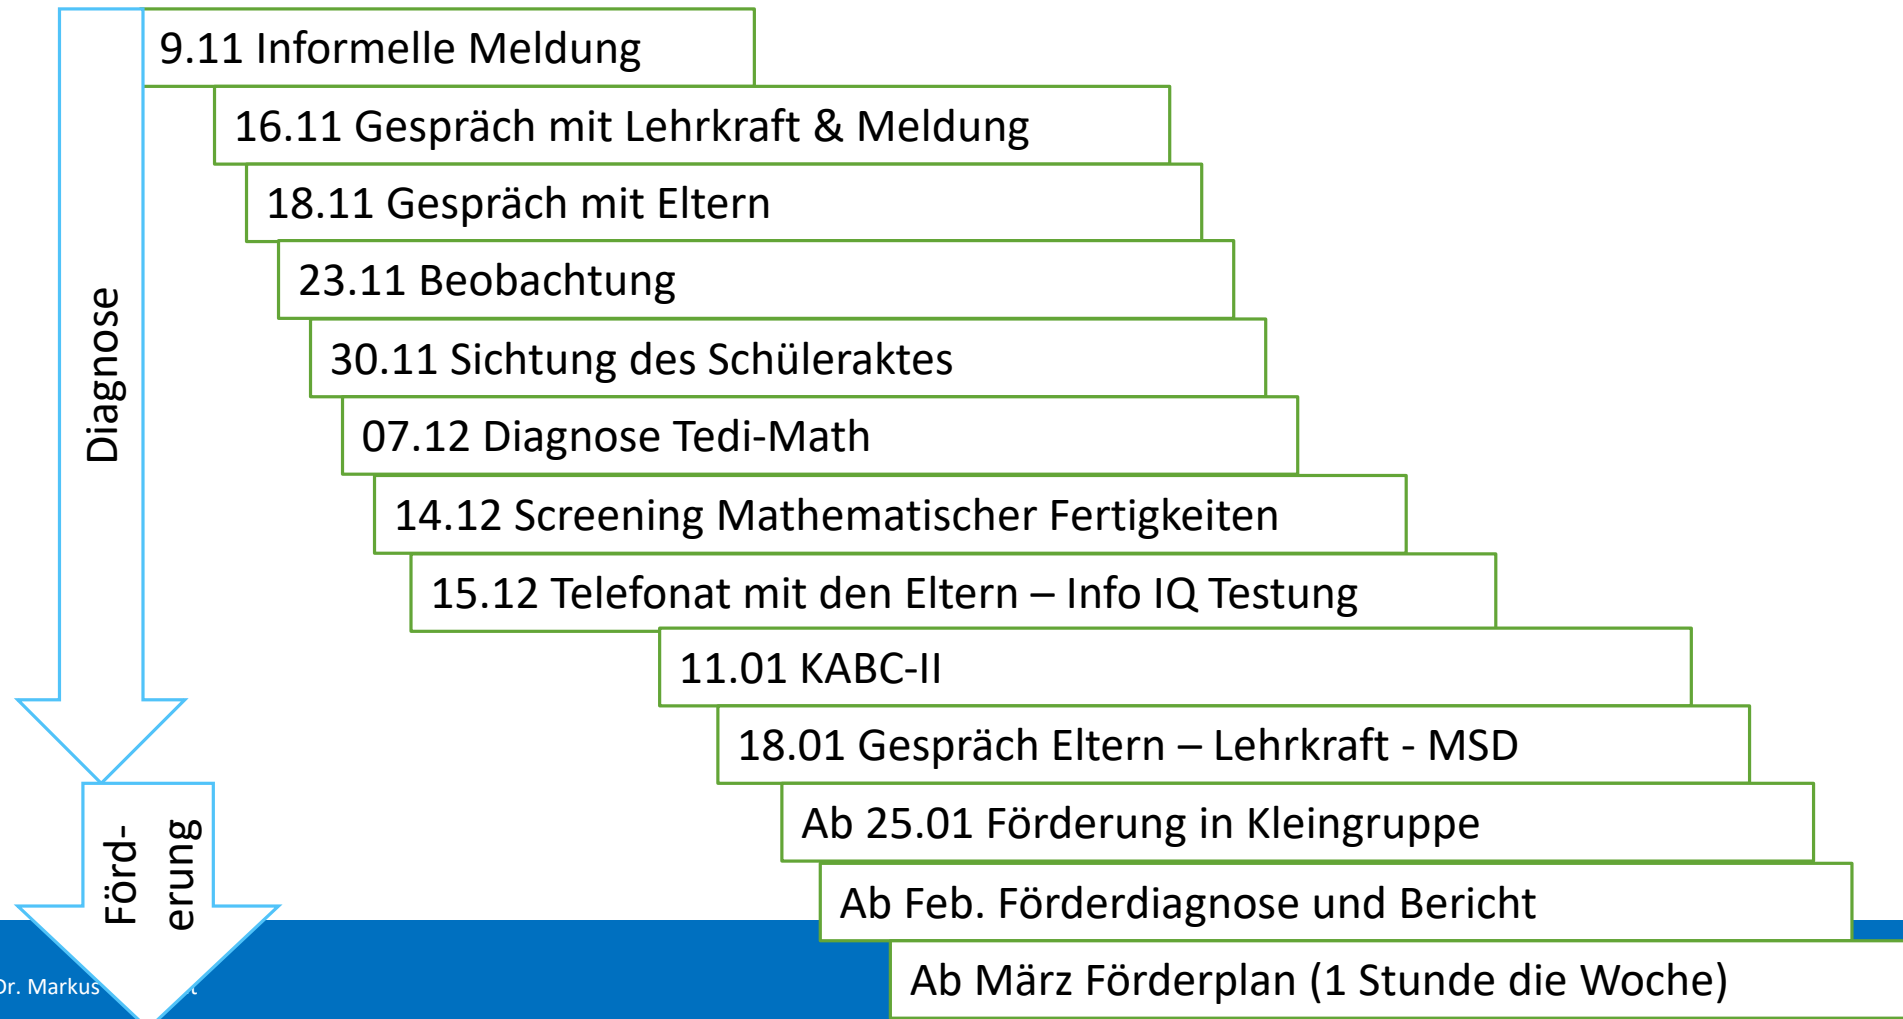 9.11 Informelle Meldung
16.11 Gespräch mit Lehrkraft & Meldung
18.11 Gespräch mit Eltern
23.11 Beobachtung
30.11 Sichtung des Schüleraktes
07.12 Diagnose Tedi-Math
14.12 Screening Mathematischer Fertigkeiten
15.12 Telefonat mit den Eltern – Info IQ Testung
11.01 KABC-II
18.01 Gespräch Eltern – Lehrkraft - MSD
Ab 25.01 Förderung in Kleingruppe
Ab Feb. Förderdiagnose und Bericht
Ab März Förderplan (1 Stunde die Woche)
Diagnose
Förd-
erung
Dr. Markus